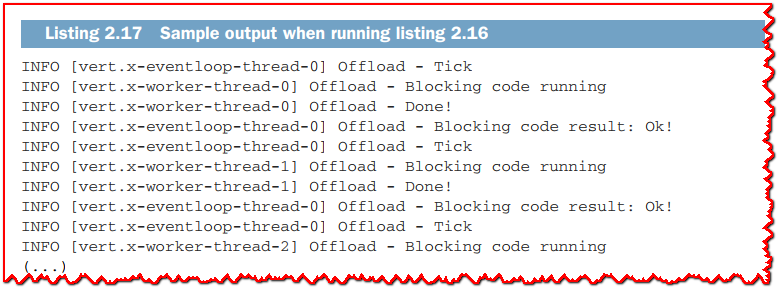 Listing 2.17 Sample output when running listing 2.16
INFO [vert.x-eventloop-thread-0] Offload - Tick
INFO [vert.x-worker-thread-0] Offload - Blocking code running
INFO [vert.x-worker-thread-0] Offload - Done!
INFO [vert.x-eventloop-thread-0] Offload - Blocking code result: Ok!
INFO [vert.x-eventloop-thread-0] Offload - Tick
INFO [vert.x-worker-thread-1] Offload - Blocking code running
INFO [vert.x-worker-thread-1] Offload - Done!
INFO [vert.x-eventloop-thread-0] Offload - Blocking code result: Ok!
INFO [vert.x-eventloop-thread-0] Offload - Tick
INFO [vert.x-worker-thread-2] Offload - Blocking code running
(...)